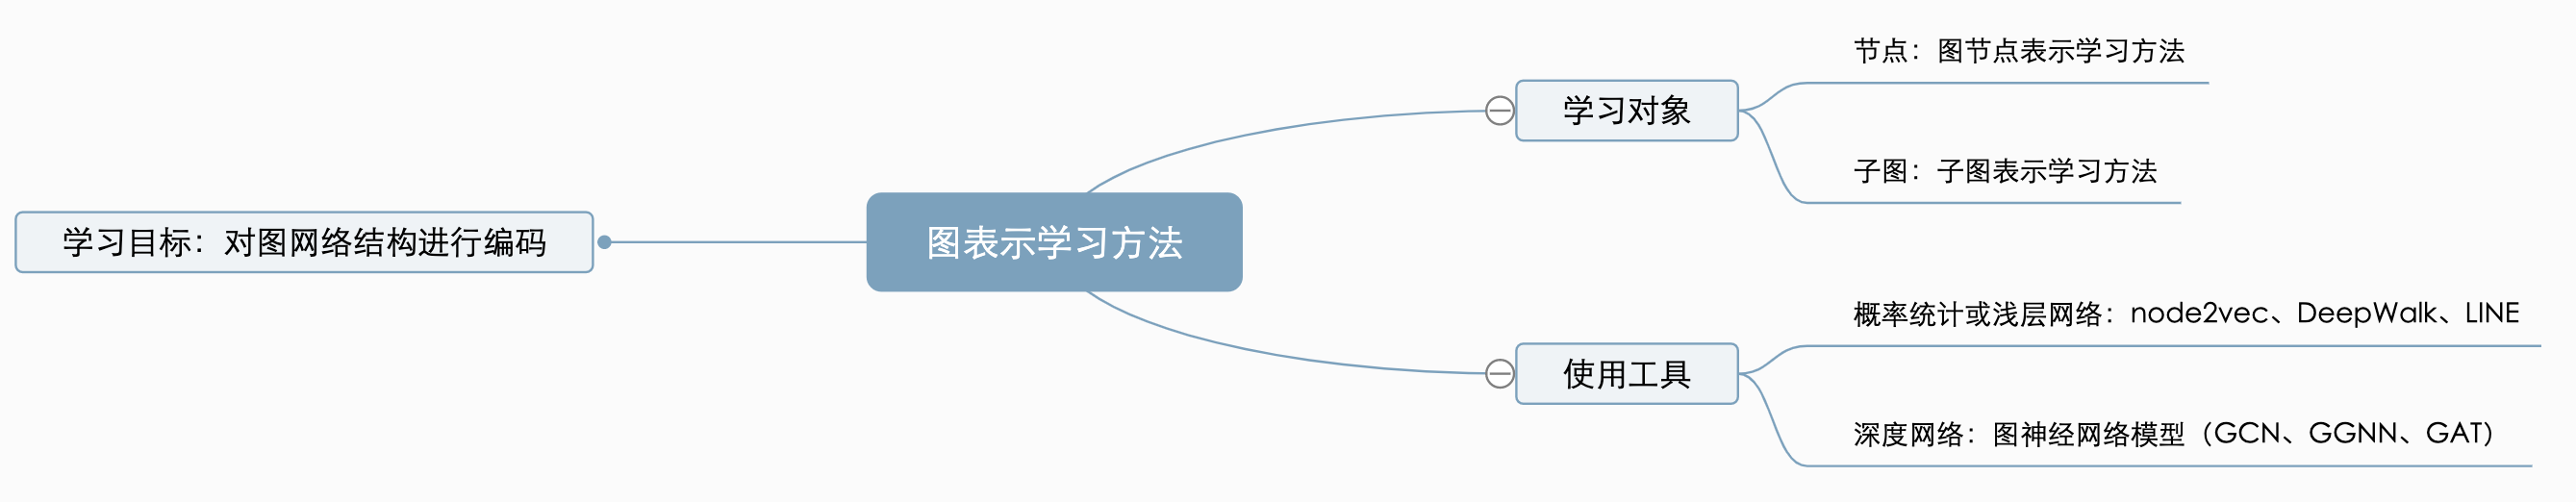 学习目标：对图网络结构进行编码
图表示学习方法
学习对象
节点：图节点表示学习方法
子图：子图表示学习方法
使用工具
概率统计或浅层网络：node2vec、DeepWalk、LINE
深度网络：图神经网络模型（GCN、GGNN、GAT）